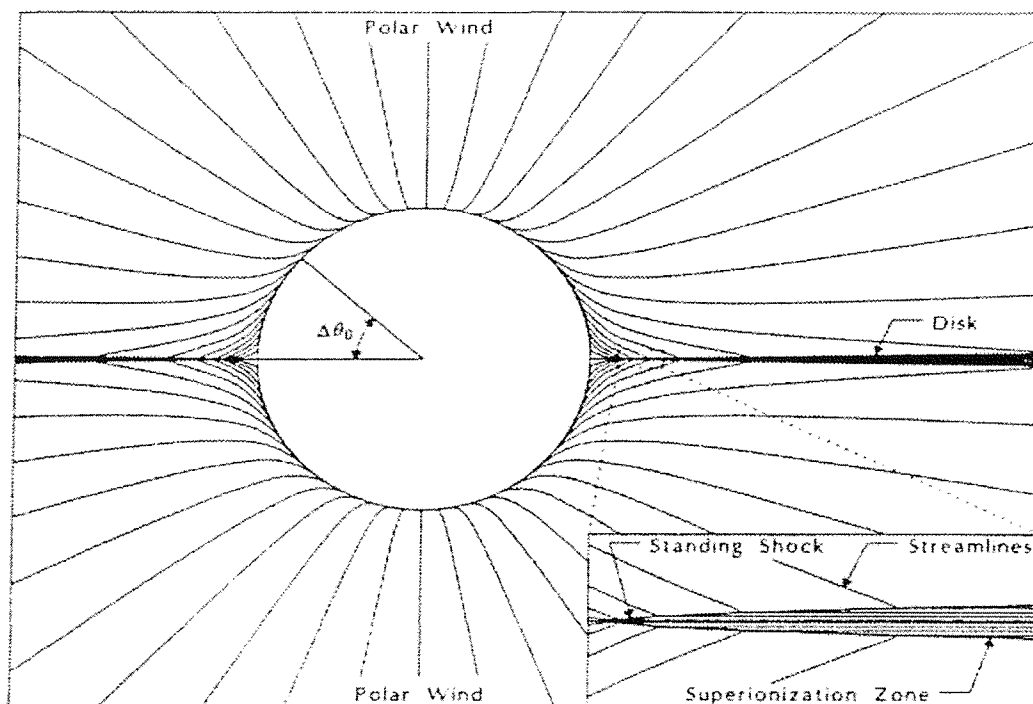 Polar Wind
Δθ₀
Disk
Standing Shock
Streamlines
Superionization Zone
Polar Wind